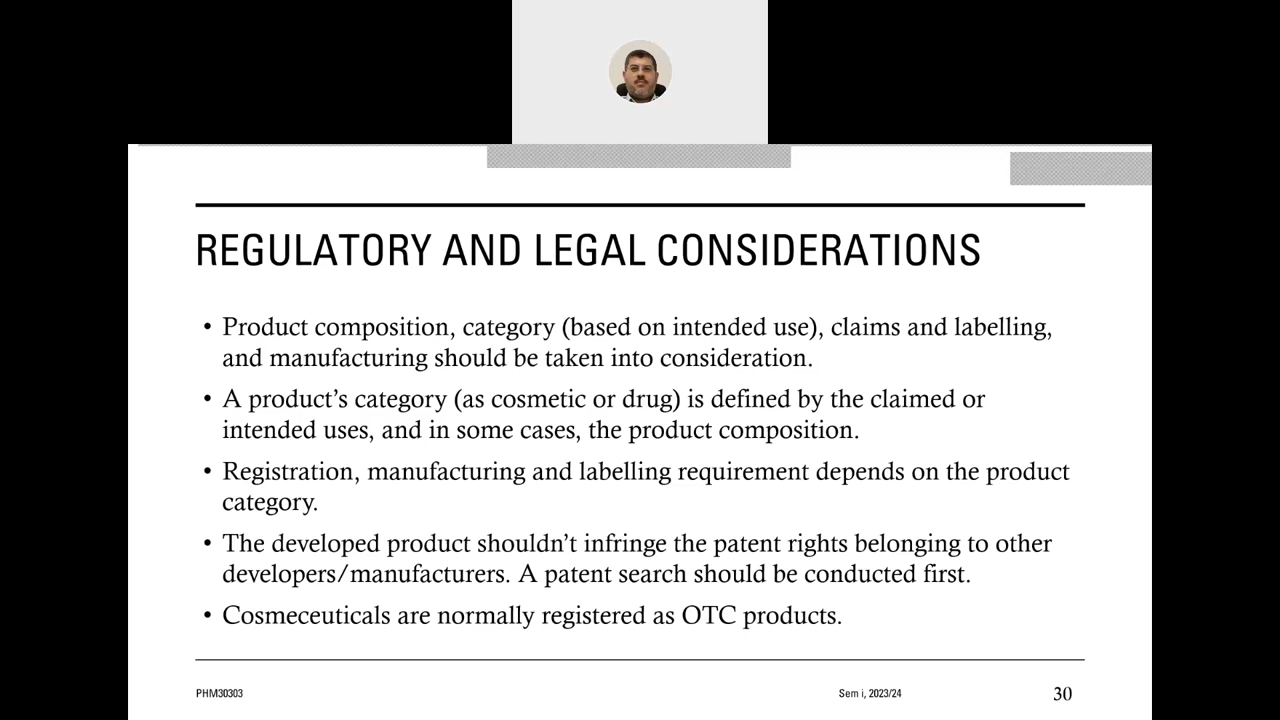 REGULATORY AND LEGAL CONSIDERATIONS
• Product composition, category (based on intended use), claims and labelling,
and manufacturing should be taken into consideration.
• A product’s category (as cosmetic or drug) is defined by the claimed or
intended uses, and in some cases, the product composition.
• Registration, manufacturing and labelling requirement depends on the product
category.
• The developed product shouldn’t infringe the patent rights belonging to other
developers/manufacturers. A patent search should be conducted first.
• Cosmeceuticals are normally registered as OTC products.
PHM30303 Sem i, 2023/24 30